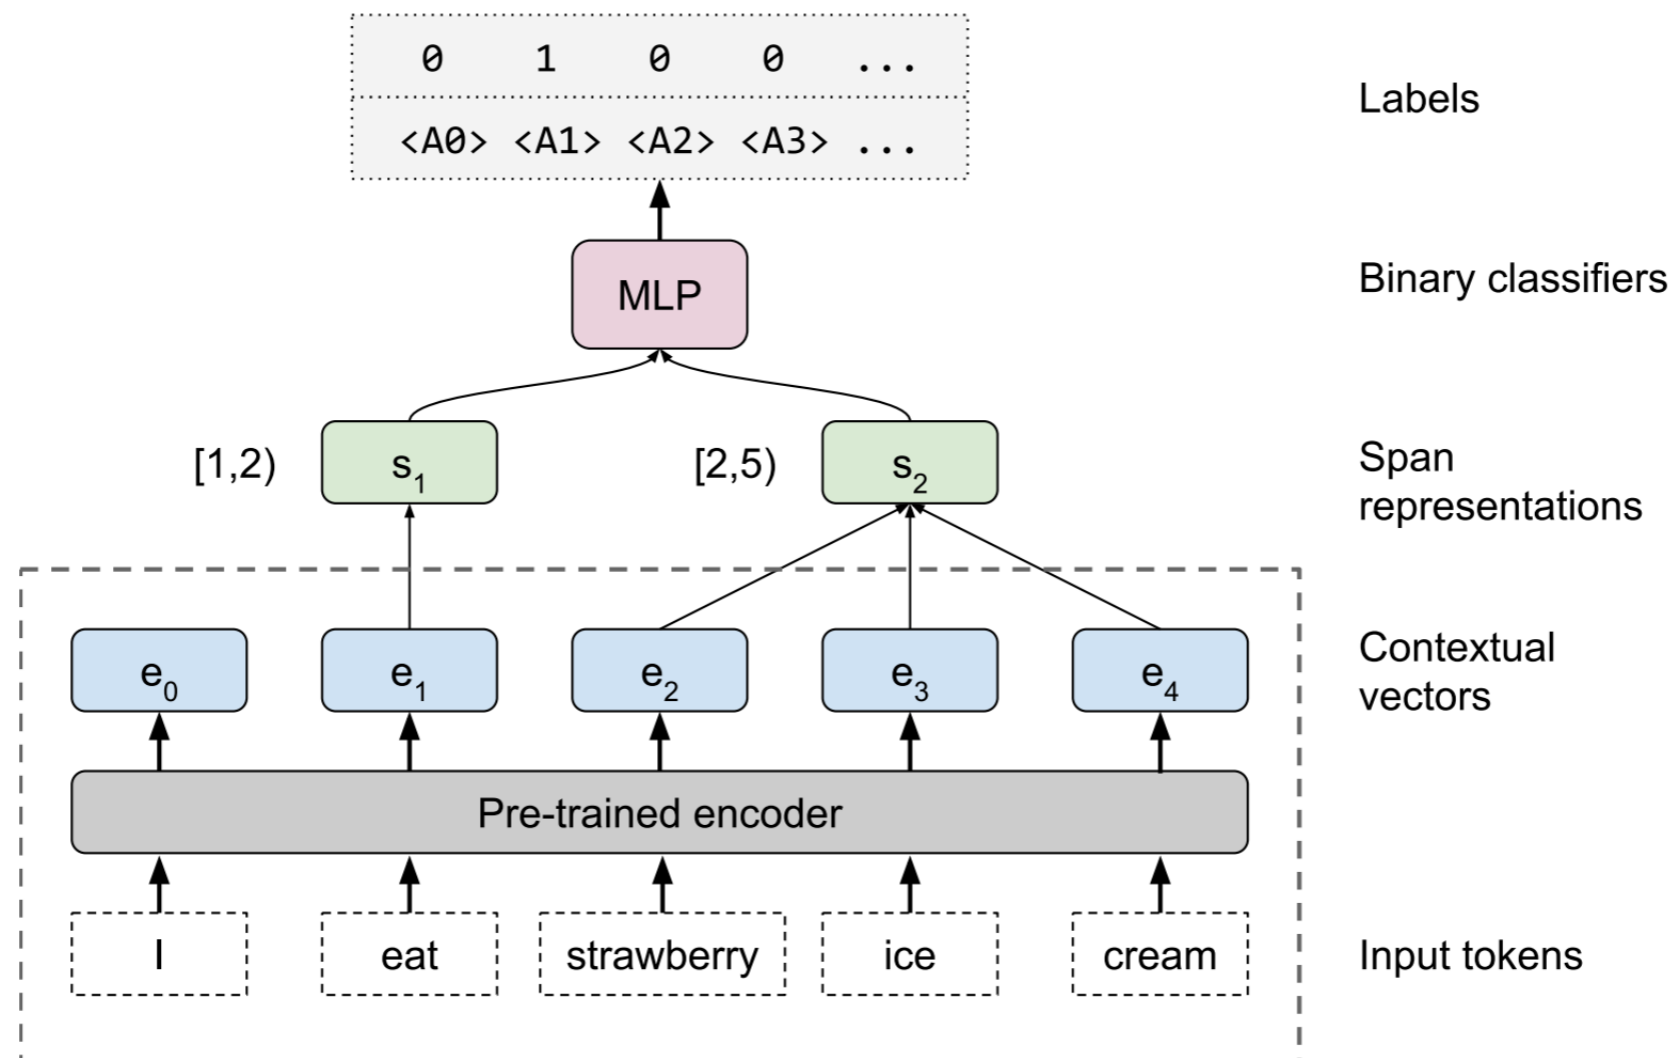 0 1 0 0 ...
<A0> <A1> <A2> <A3> ...
Labels
MLP
Binary classifiers
[1,2)
s1
[2,5)
s2
Span
representations
e0
e1
e2
e3
e4
Contextual
vectors
Pre-trained encoder
I
eat
strawberry
ice
cream
Input tokens